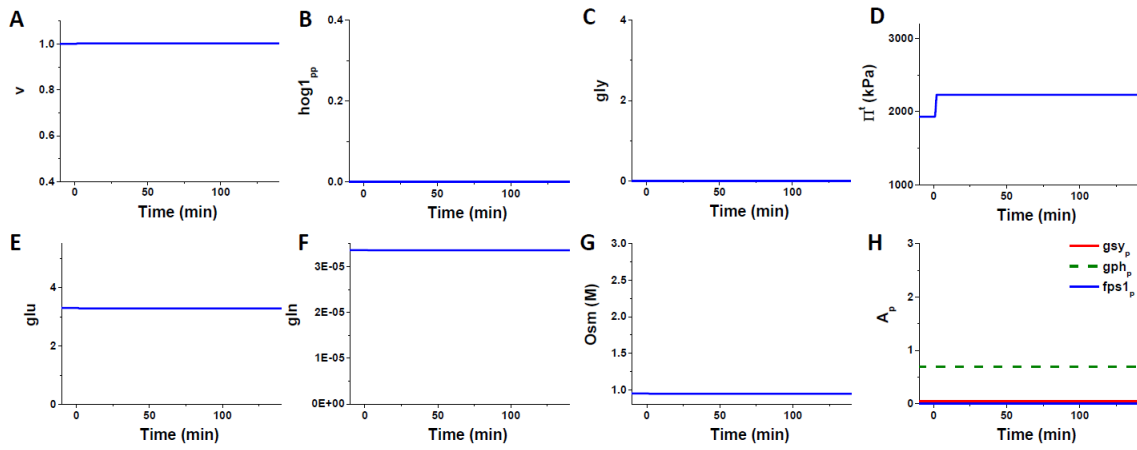 A
1.0
0.8
0.6
0.4
v
0
50
100
Time (min)
B
0.4
0.2
0.0
hog1pp
0
50
100
Time (min)
C
4
2
0
gly
0
50
100
Time (min)
D
3000
2000
1000
Πt (kPa)
0
50
100
Time (min)
E
4
2
0
glu
0
50
100
Time (min)
F
3E-05
2E-05
1E-05
0E+00
gln
0
50
100
Time (min)
G
3.0
2.5
2.0
1.5
1.0
Osm (M)
0
50
100
Time (min)
H
3
2
1
0
Ap
gsyp
gphp
fps1p
0
50
100
Time (min)